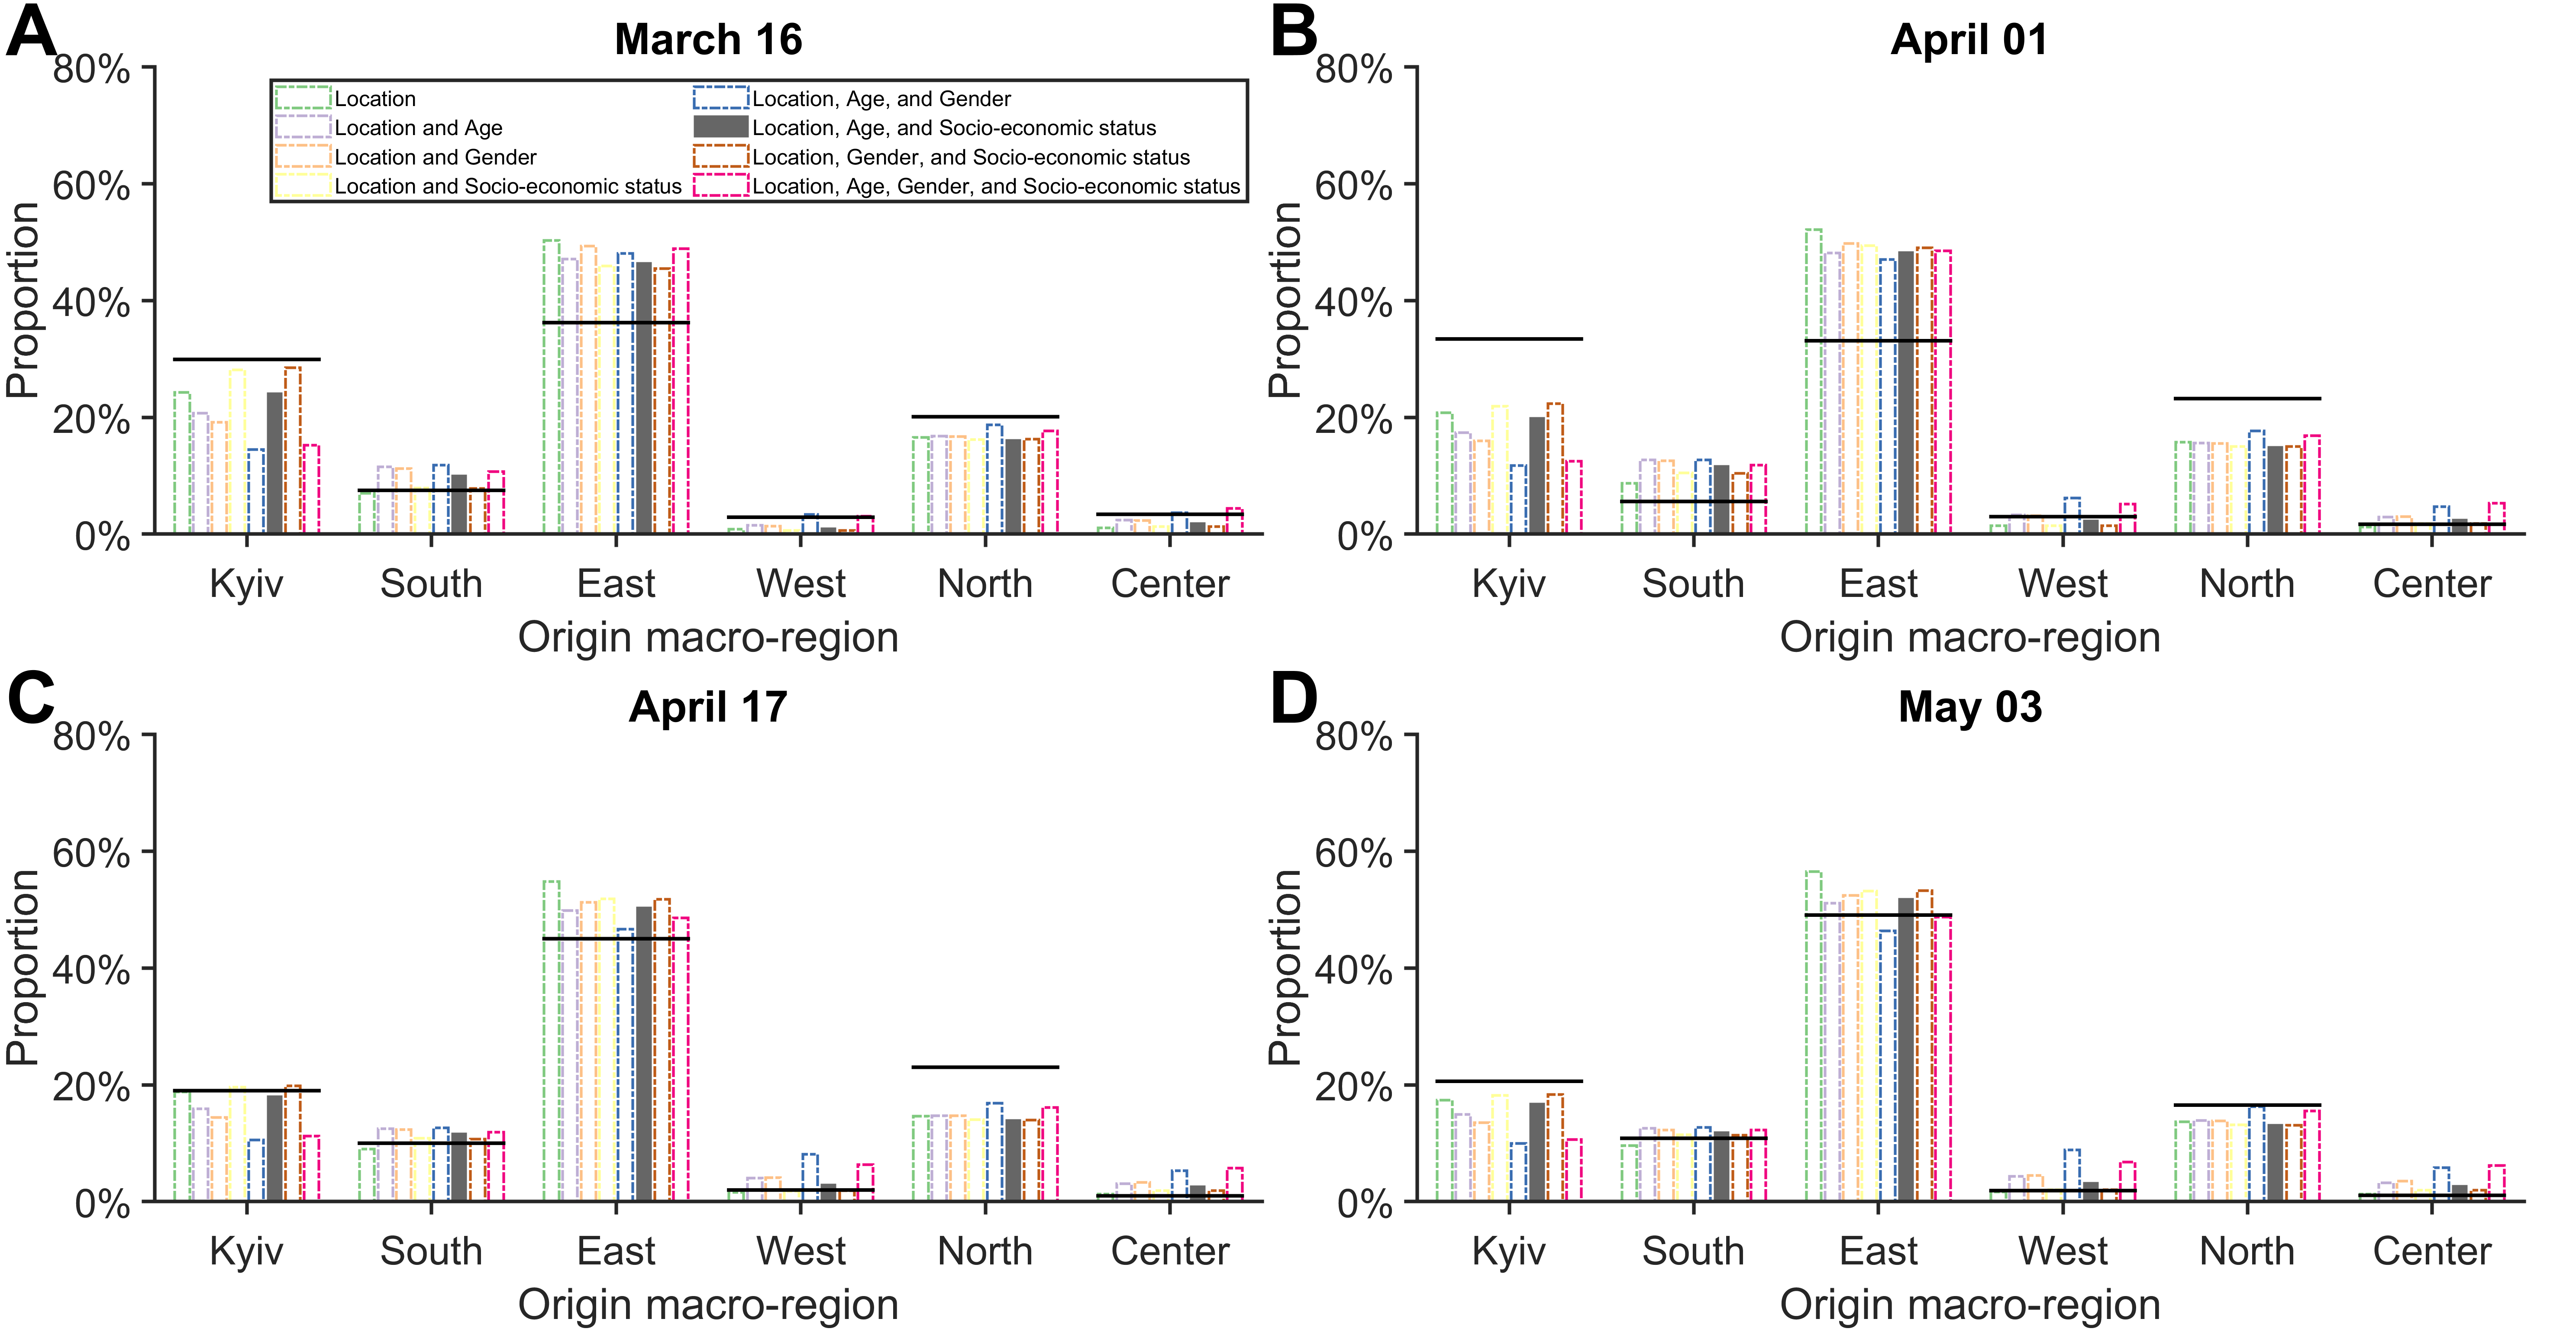 A
March 16
80%
60%
40%
20%
0%
Proportion
Location
Location and Age
Location and Gender
Location and Socio-economic status
Location, Age, and Gender
Location, Age, and Socio-economic status
Location, Gender, and Socio-economic status
Location, Age, Gender, and Socio-economic status
Kyiv South East West North Center
Origin macro-region
B
April 01
80%
60%
40%
20%
0%
Proportion
Kyiv South East West North Center
Origin macro-region
C
April 17
80%
60%
40%
20%
0%
Proportion
Kyiv South East West North Center
Origin macro-region
D
May 03
80%
60%
40%
20%
0%
Proportion
Kyiv South East West North Center
Origin macro-region